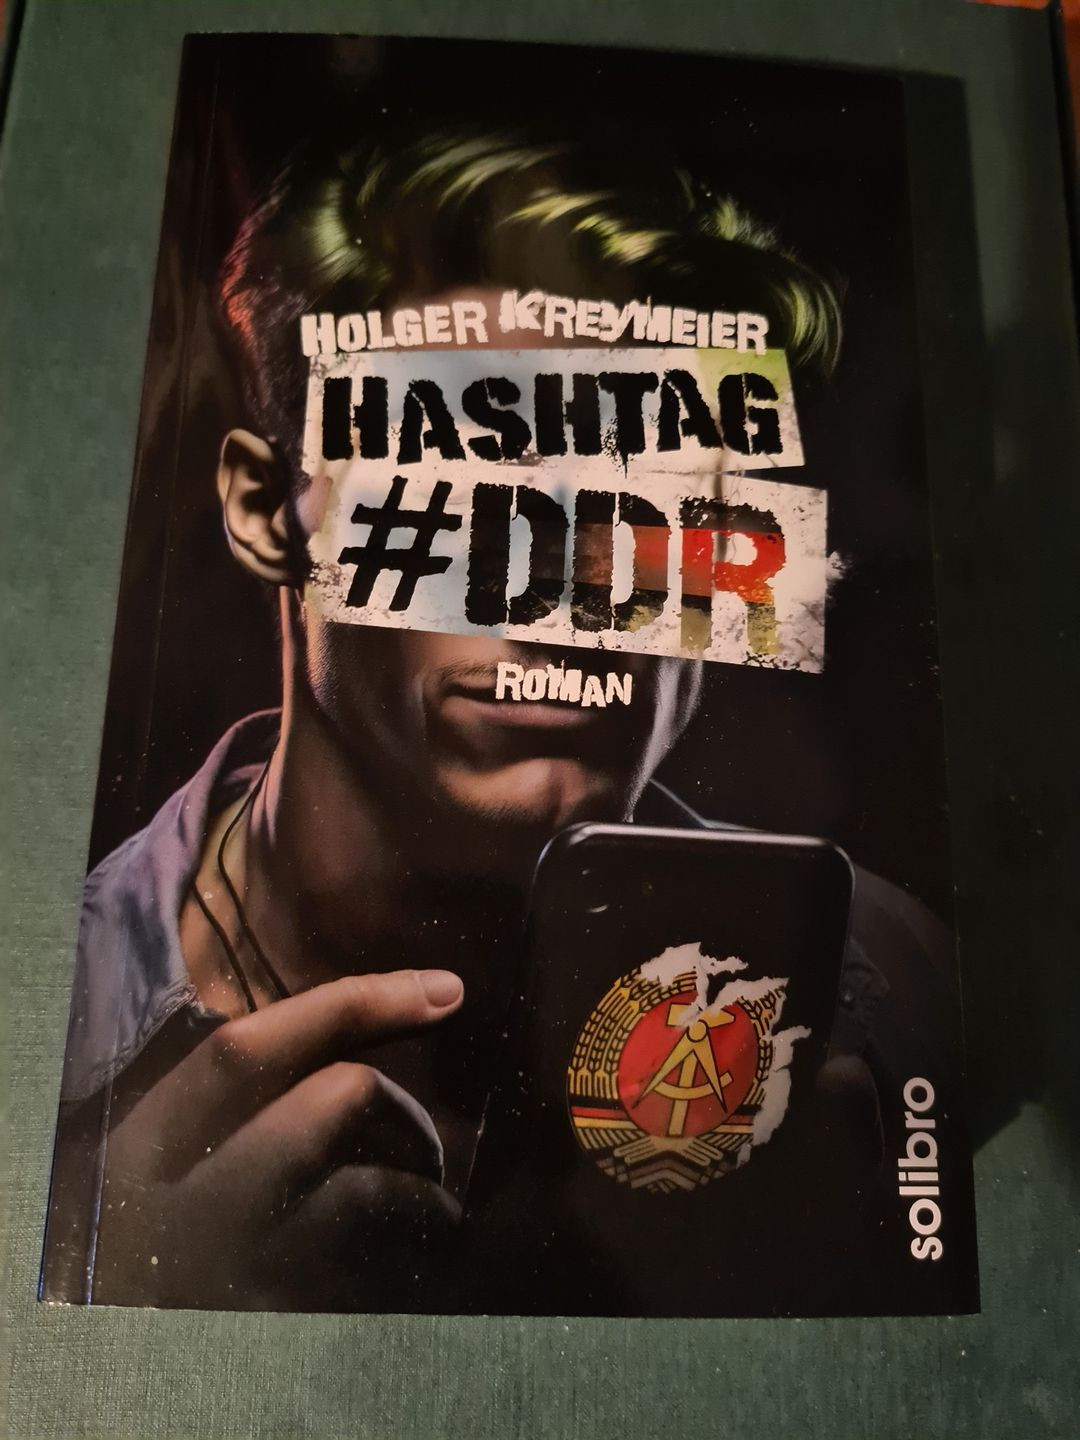 HOLGER KREYMEIER
HASHTAG
#DDR
ROMAN
solibro